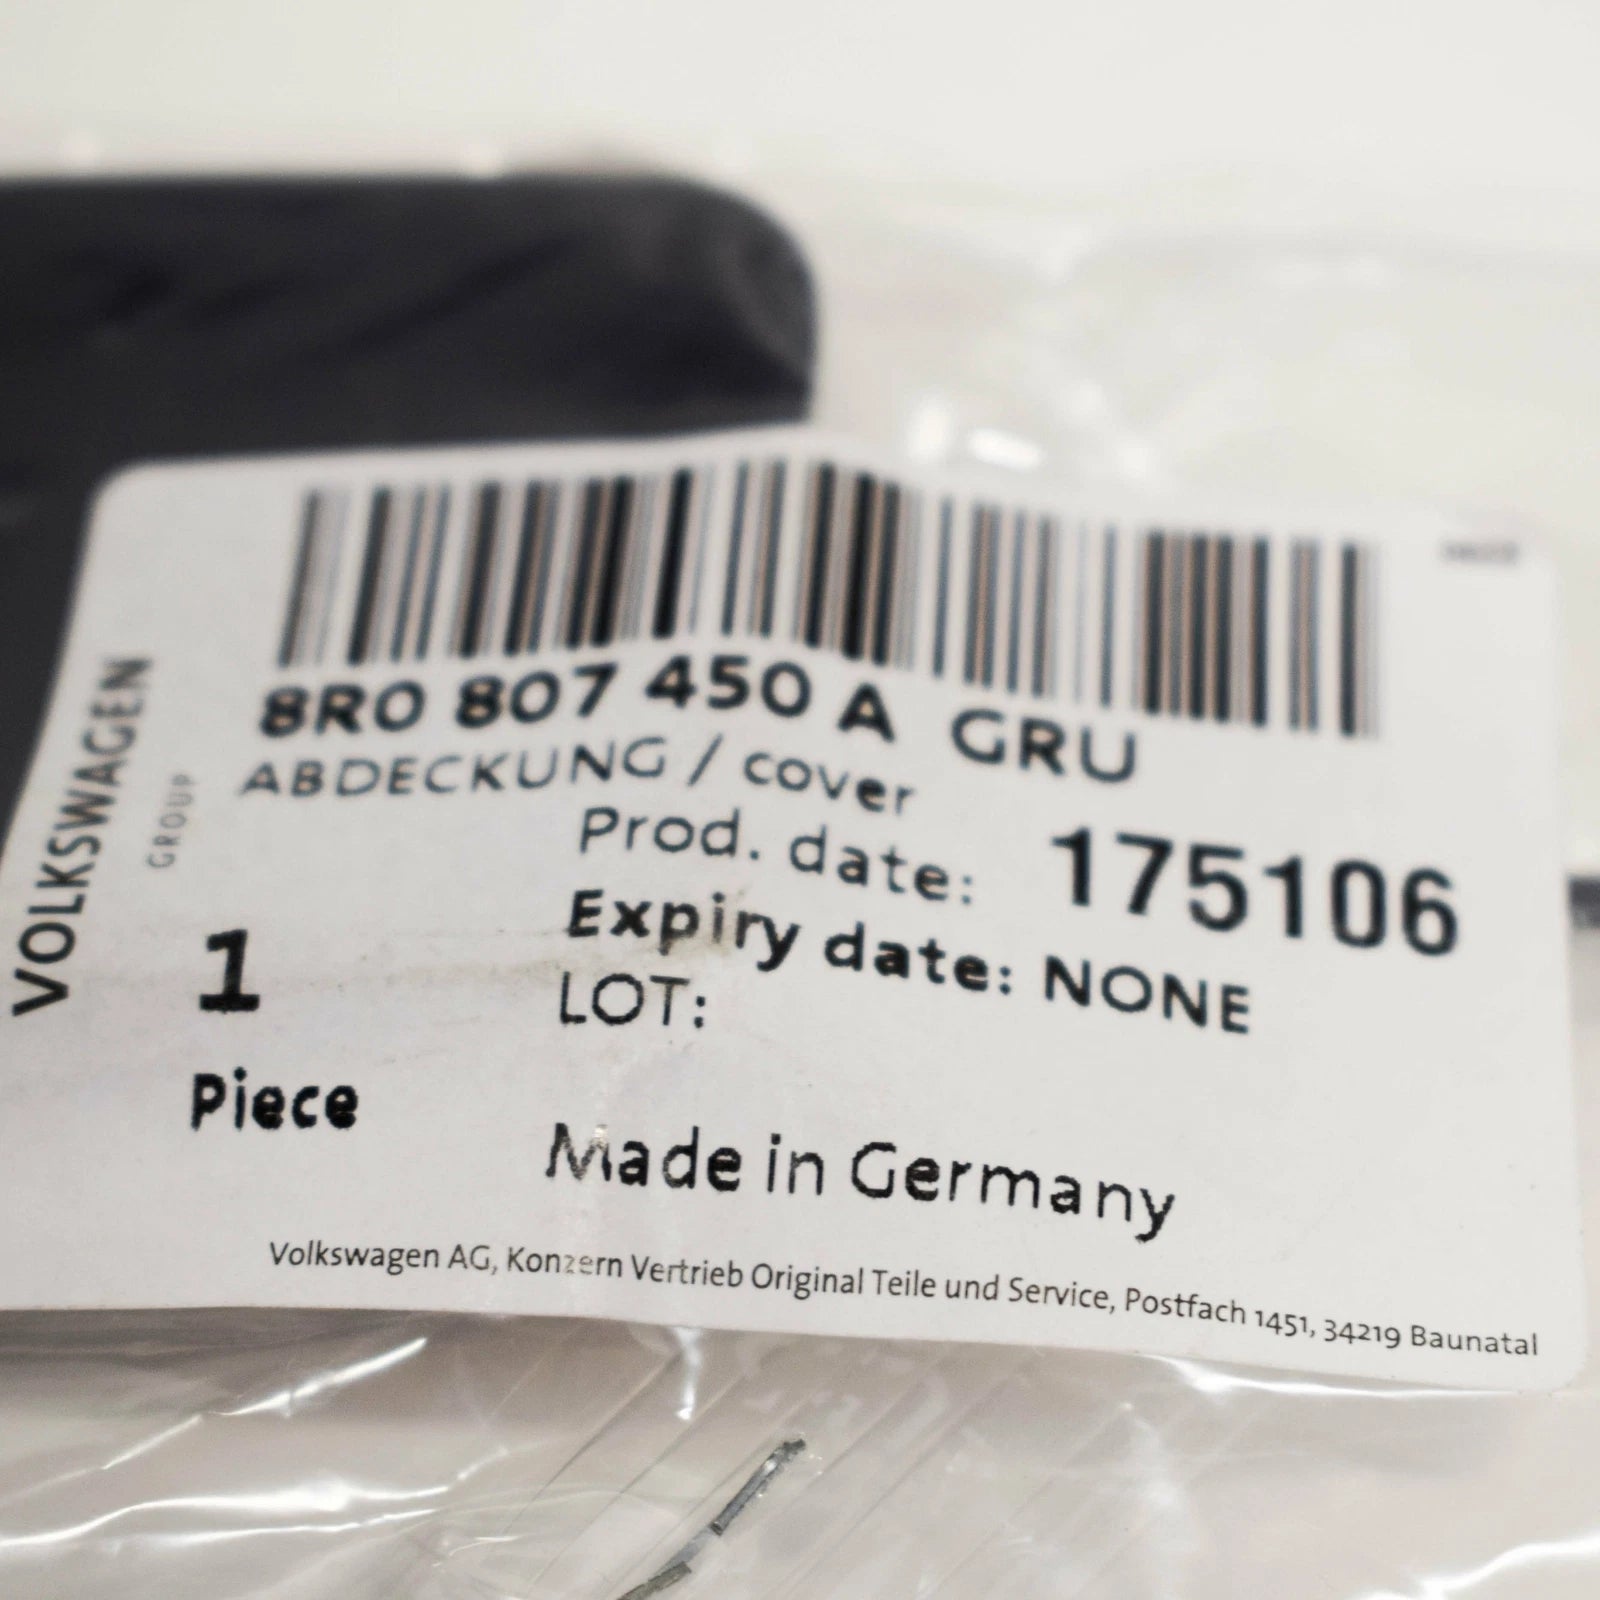 8R0 807 450 A GRU
ABDECKUNG / cover
Prod. date: 175106
Expiry date: NONE
LOT:
VOLKSWAGEN
GROUP
1
Piece
Made in Germany
Volkswagen AG, Konzern Vertrieb Original Teile und Service, Postfach 1451, 34219 Baunatal